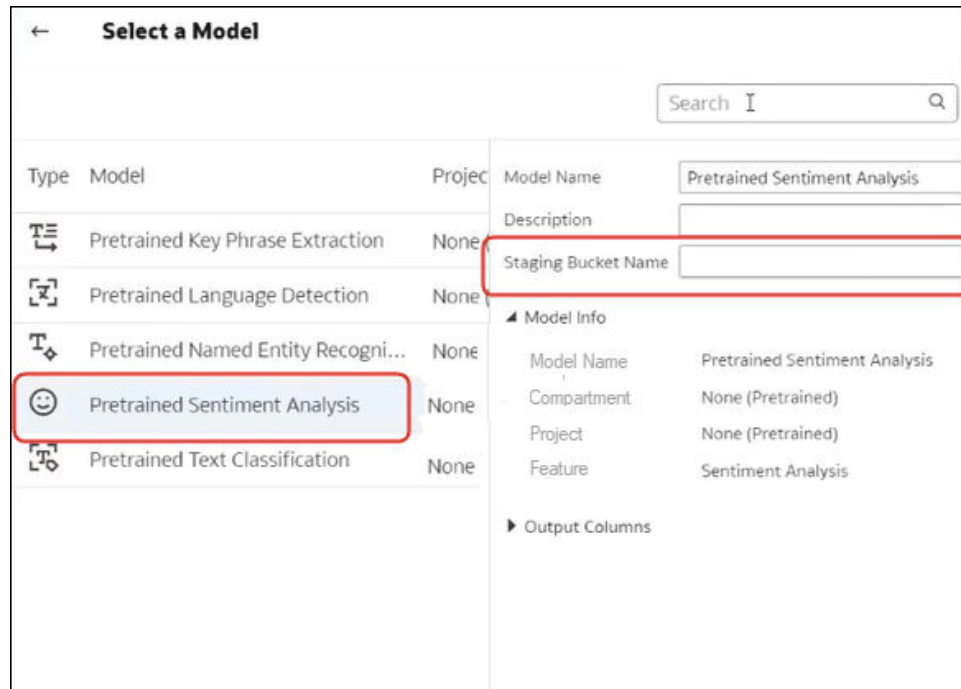 Select a Model
Search
Type Model Projec
Pretrained Key Phrase Extraction None (
Pretrained Language Detection None (
Pretrained Named Entity Recogni... None
Pretrained Sentiment Analysis None
Pretrained Text Classification None
Model Name Pretrained Sentiment Analysis
Description
Staging Bucket Name
Model Info
Model Name Pretrained Sentiment Analysis
Compartment None (Pretrained)
Project None (Pretrained)
Feature Sentiment Analysis
Output Columns